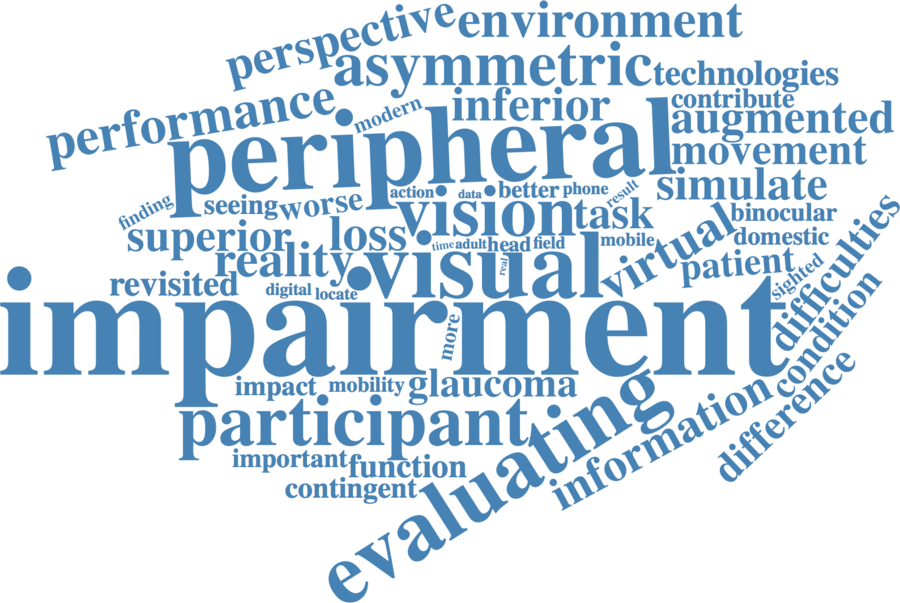 perspective
environment
asymmetric
technologies
performance
modern
inferior
contribute
augmented
peripheral
movement
action
data
better
phone
result
simulate
finding
seeing
worse
vision
task
virtual
binocular
superior
loss
time
adult
head
field
mobile
domestic
difficulties
reality
visual
real
patient
sighted
revisited
digital
locate
impairment
condition
more
impact
mobility
glaucoma
participant
evaluating
information
difference
important
function
contingent